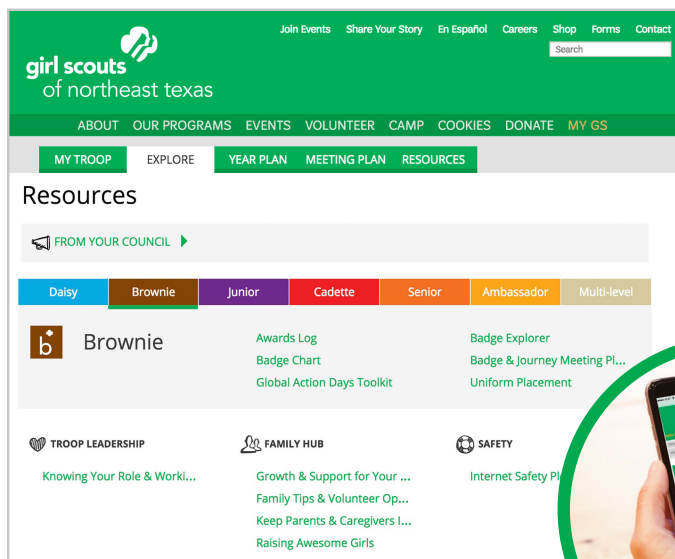 Join Events Share Your Story En Español Careers Shop Forms Contact
Search
girl scouts
of northeast texas
ABOUT OUR PROGRAMS EVENTS VOLUNTEER CAMP COOKIES DONATE MY GS
MY TROOP EXPLORE YEAR PLAN MEETING PLAN RESOURCES
Resources
FROM YOUR COUNCIL
Daisy Brownie Junior Cadette Senior Ambassador Multi-level
b Brownie
Awards Log
Badge Chart
Global Action Days Toolkit
Badge Explorer
Badge & Journey Meeting Pl...
Uniform Placement
TROOP LEADERSHIP
Knowing Your Role & Worki...
FAMILY HUB
Growth & Support for Your ...
Family Tips & Volunteer Op...
Keep Parents & Caregivers I...
Raising Awesome Girls
SAFETY
Internet Safety